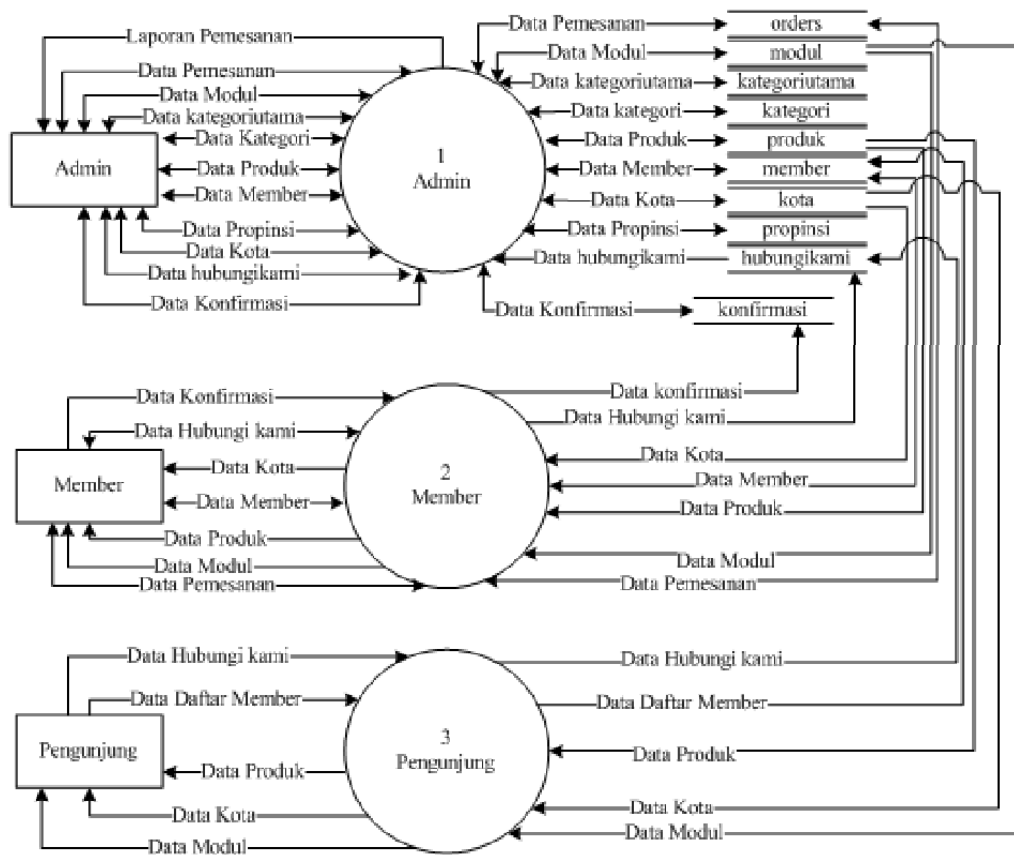 Laporan Pemesanan
Data Pemesanan
Data Modul
Data kategoriutama
Data Kategori
Data Produk
Data Member
Data Propinsi
Data Kota
Data hubungikami
Data Konfirmasi
Admin
1
Admin
Data Pemesanan
Data Modul
Data kategoriutama
Data kategori
Data Produk
Data Member
Data Kota
Data Propinsi
Data hubungikami
Data Konfirmasi
orders
modul
kategoriutama
kategori
produk
member
kota
propinsi
hubungikami
konfirmasi
Data Konfirmasi
Data Hubungi kami
Data Kota
Data Member
Data Produk
Data Modul
Data Pemesanan
Member
2
Member
Data konfirmasi
Data Hubungi kami
Data Kota
Data Member
Data Produk
Data Modul
Data Pemesanan
Data Hubungi kami
Data Daftar Member
Data Produk
Data Kota
Data Modul
Pengunjung
3
Pengunjung
Data Hubungi kami
Data Daftar Member
Data Produk
Data Kota
Data Modul